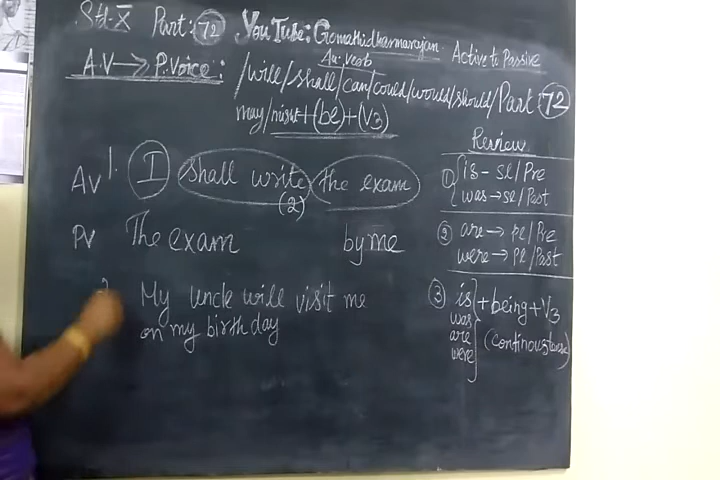 Std-X Part: 72 YouTube: Gomathidharmarajan Active to Passive
A.V → P.Voice: Au. verb
/will/shall/can/could/would/should/ Part: 72
may/might+(be)+(V3)
Review
AV 1. I shall write the exam
(2)
PV The exam by me
2. My uncle will visit me
on my birthday
① is - sl/Pre
was → sl/Past
② are → pl/Pre
were → Pl/Past
③ is
was
are
were
+ being + V3
(continous tense)